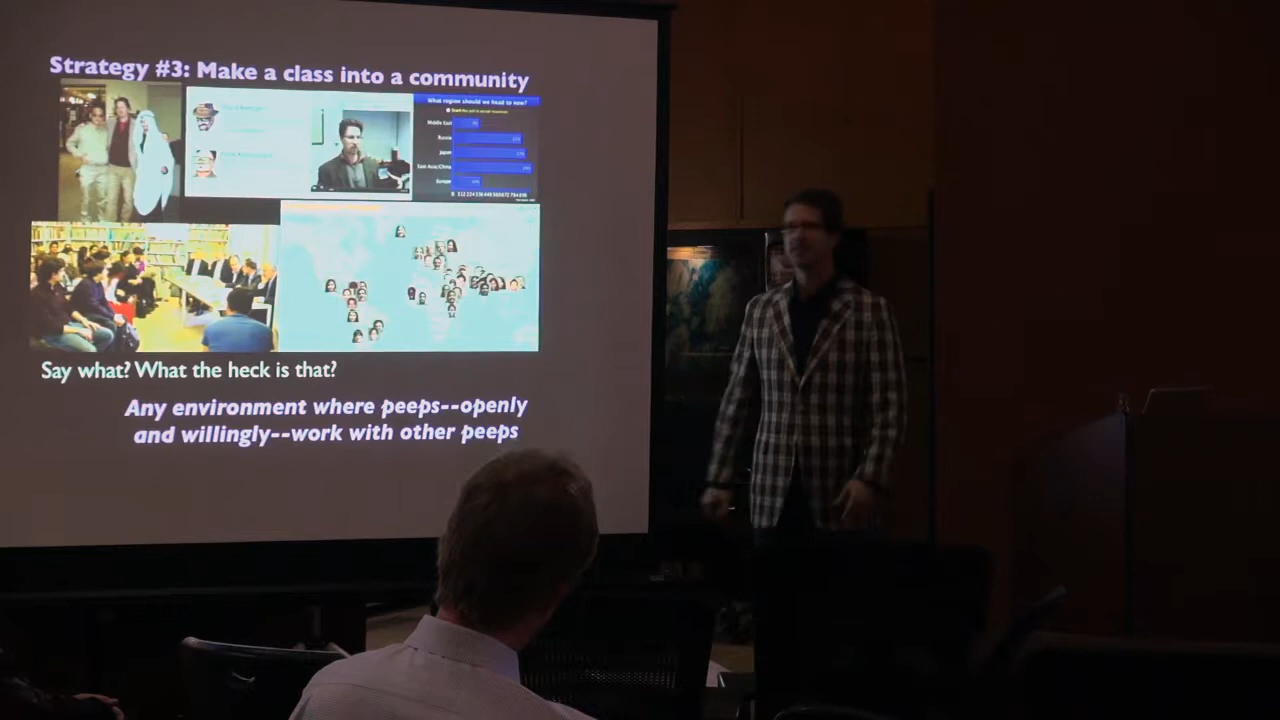 Strategy #3: Make a class into a community
What region should we head to now?
Middle East
Russia
Japan
East Asia/China
Europe
Say what? What the heck is that?
Any environment where peeps--openly
and willingly--work with other peeps